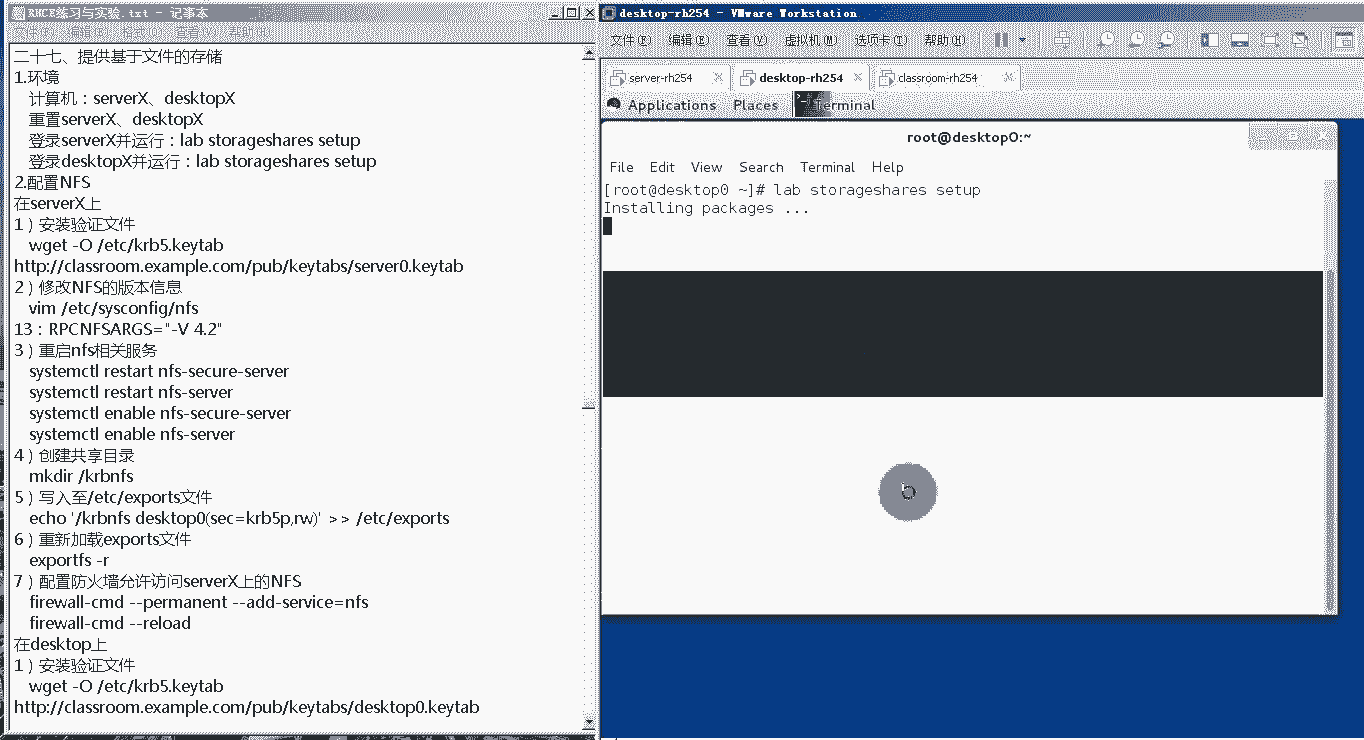 RHCE练习与实验.txt - 记事本
文件(F) 编辑(E) 格式(O) 查看(V) 帮助(H)
二十七、提供基于文件的存储
1.环境
计算机：serverX、desktopX
重置serverX、desktopX
登录serverX并运行：lab storageshares setup
登录desktopX并运行：lab storageshares setup
2.配置NFS
在serverX上
1）安装验证文件
wget -O /etc/krb5.keytab
http://classroom.example.com/pub/keytabs/server0.keytab
2）修改NFS的版本信息
vim /etc/sysconfig/nfs
13：RPCNFSARGS="-V 4.2"
3）重启nfs相关服务
systemctl restart nfs-secure-server
systemctl restart nfs-server
systemctl enable nfs-secure-server
systemctl enable nfs-server
4）创建共享目录
mkdir /krbnfs
5）写入至/etc/exports文件
echo '/krbnfs desktop0(sec=krb5p,rw)' >> /etc/exports
6）重新加载exports文件
exportfs -r
7）配置防火墙允许访问serverX上的NFS
firewall-cmd --permanent --add-service=nfs
firewall-cmd --reload
在desktop上
1）安装验证文件
wget -O /etc/krb5.keytab
http://classroom.example.com/pub/keytabs/desktop0.keytab
desktop-rh254 - VMware Workstation
文件(F) 编辑(E) 查看(V) 虚拟机(M) 选项卡(T) 帮助(H)
server-rh254 desktop-rh254 classroom-rh254
Applications Places Terminal
root@desktop0:~
File Edit View Search Terminal Help
[root@desktop0 ~]# lab storageshares setup
Installing packages ...